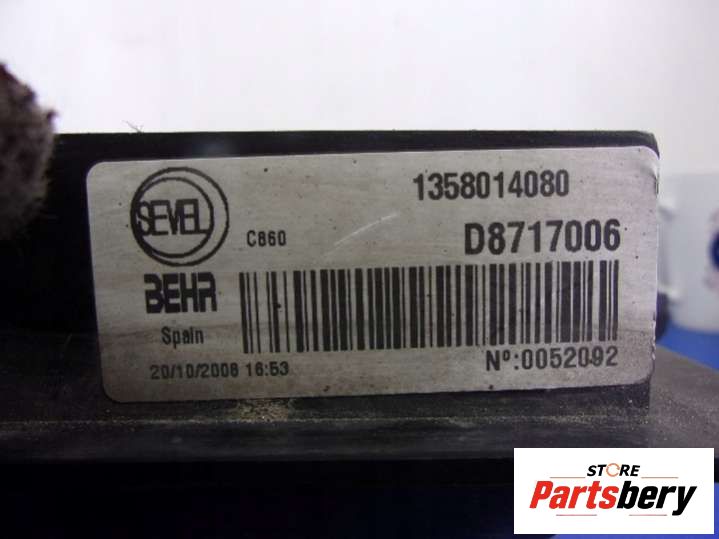 SEVEL
1358014080
C860
D8717006
BEHR
Spain
20/10/2008 16:53
Nº:0052092
STORE
Partsbery